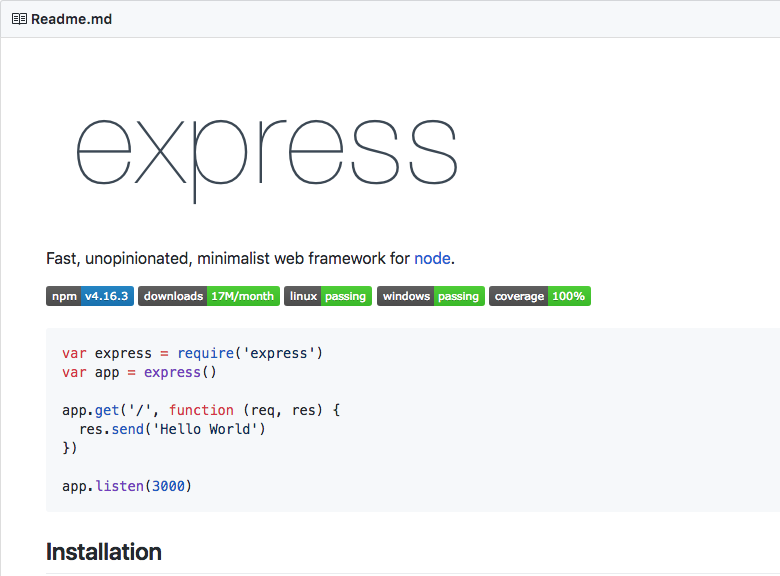 Readme.md
express
Fast, unopinionated, minimalist web framework for node.
npm v4.16.3 downloads 17M/month linux passing windows passing coverage 100%
var express = require('express')
var app = express()
app.get('/', function (req, res) {
  res.send('Hello World')
})
app.listen(3000)
Installation